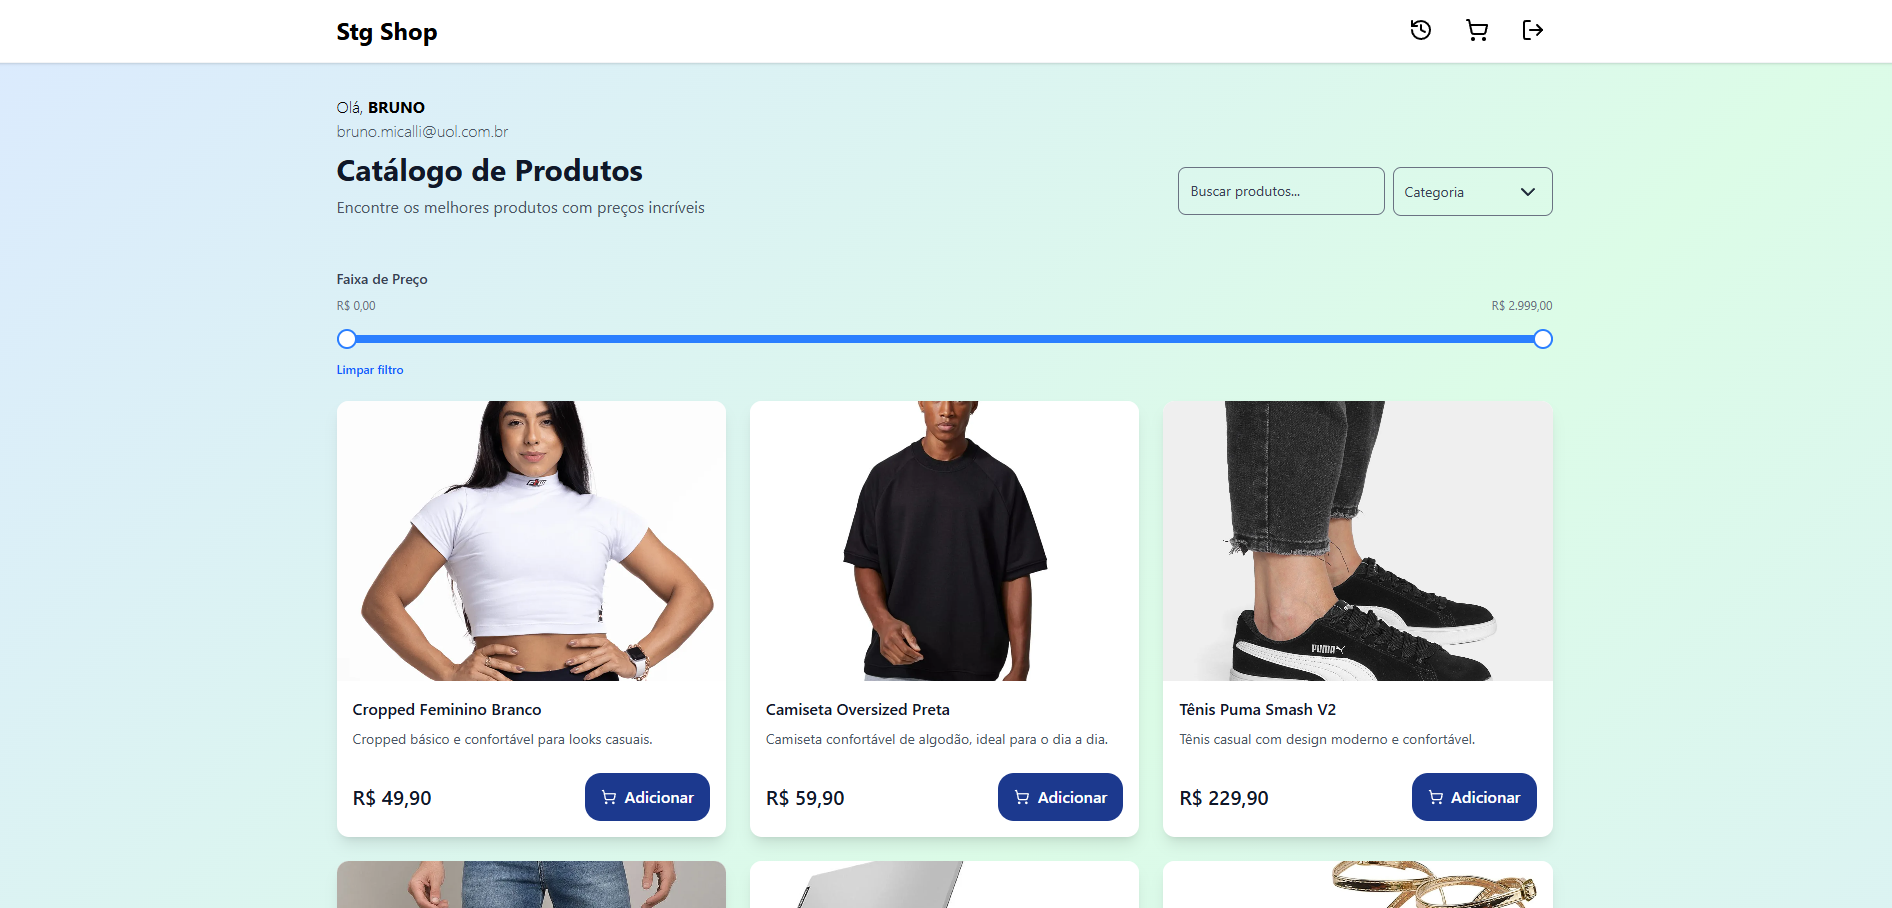 Stg Shop
Olá, BRUNO
bruno.micalli@uol.com.br
Catálogo de Produtos
Encontre os melhores produtos com preços incríveis
Buscar produtos...
Categoria
Faixa de Preço
R$ 0,00
R$ 2.999,00
Limpar filtro
PUMA
Cropped Feminino Branco
Cropped básico e confortável para looks casuais.
R$ 49,90
Adicionar
Camiseta Oversized Preta
Camiseta confortável de algodão, ideal para o dia a dia.
R$ 59,90
Adicionar
Tênis Puma Smash V2
Tênis casual com design moderno e confortável.
R$ 229,90
Adicionar